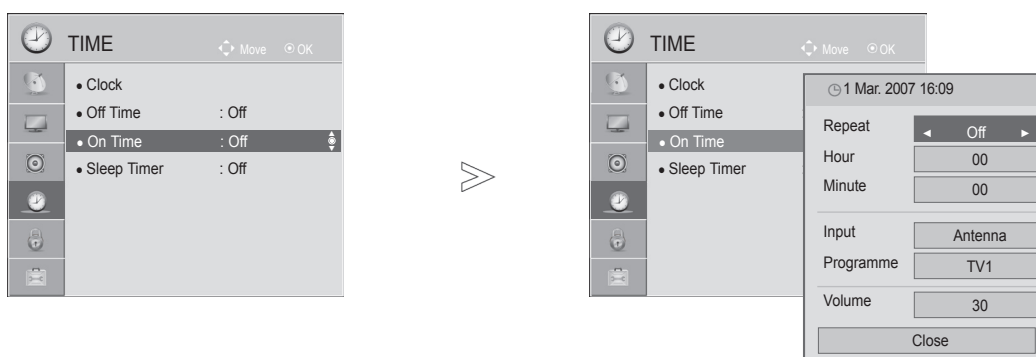 TIME
Move OK
• Clock
• Off Time : Off
• On Time : Off
• Sleep Timer : Off
TIME
Move OK
• Clock
• Off Time
• On Time
• Sleep Timer
1 Mar. 2007 16:09
Repeat ◄ Off ►
Hour 00
Minute 00
Input Antenna
Programme TV1
Volume 30
Close